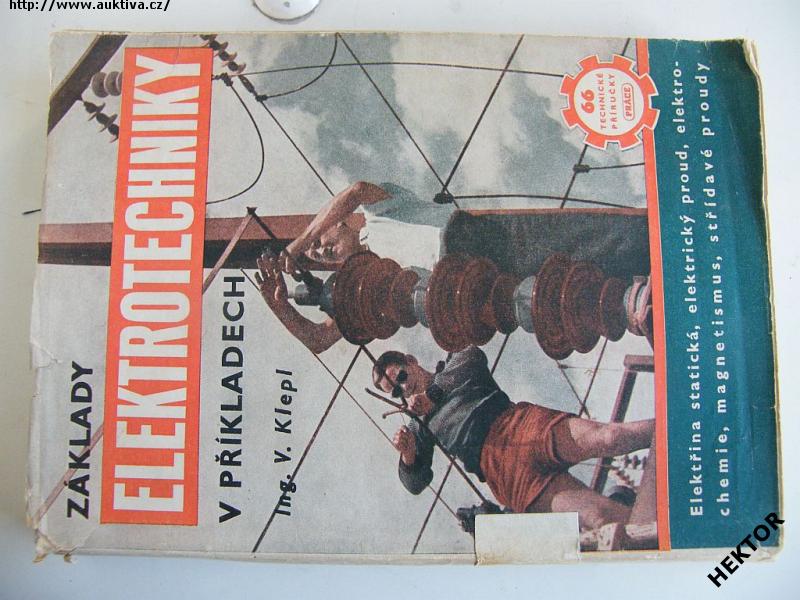 http://www.auktiva.cz/
ZÁKLADY
ELEKTROTECHNIKY
V PŘÍKLADECH
Ing. V. Klepl
66
TECHNICKÉ
PŘÍRUČKY
PRÁCE
Elektřina statická, elektrický proud, elektro-
chemie, magnetismus, střídavé proudy
HEKTOR